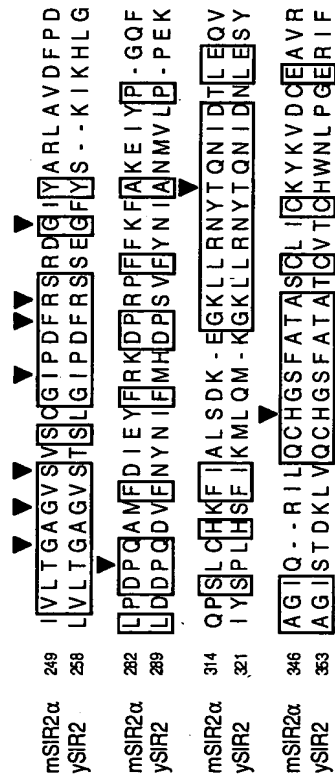 mSIR2α 249 IVLTGAGVSVSCGIPDFRSRDGIYARLAVDFPD
ySIR2 258 LVLTGAGVSTSLGIPDFRSSEGFYS--KIKHLG
mSIR2α 282 LPDPQAMFDIEYFRKDPRPFFKFAKEIYP-GQF
ySIR2 289 LDDPQDVFNYNIFMHDPSVFYNIANMVLP-PEK
mSIR2α 314 QPSLCHKFIALSDK-EGKLLRNYTQNIDTLEQV
ySIR2 321 IYSPLHSFIKMLQM-KGKLLRNYTQNIDNLESY
mSIR2α 346 AGIQ--RILQCHGSFATASCLICKYKVDCEAVR
ySIR2 353 AGISTDKLVQCHGSFATATCVTCHWNLPGERIF